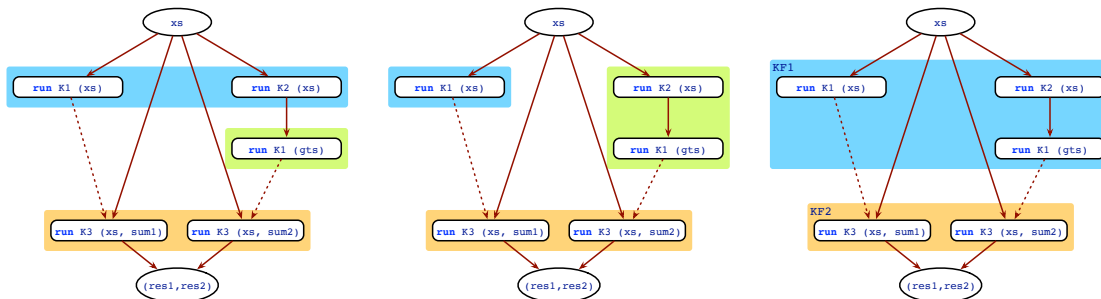 xs
run K1 (xs)
run K2 (xs)
run K1 (gts)
run K3 (xs, sum1)
run K3 (xs, sum2)
(res1,res2)
xs
run K1 (xs)
run K2 (xs)
run K1 (gts)
run K3 (xs, sum1)
run K3 (xs, sum2)
(res1,res2)
xs
KF1
run K1 (xs)
run K2 (xs)
run K1 (gts)
KF2
run K3 (xs, sum1)
run K3 (xs, sum2)
(res1,res2)